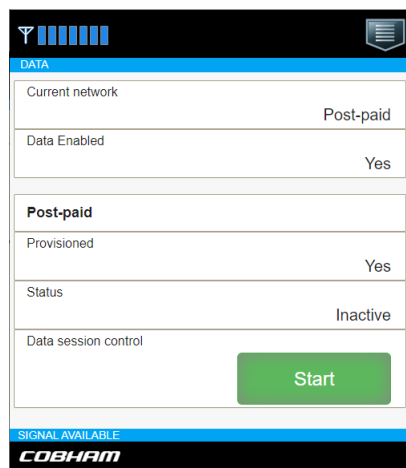 DATA
Current network
Post-paid
Data Enabled
Yes
Post-paid
Provisioned
Yes
Status
Inactive
Data session control
Start
SIGNAL AVAILABLE
COBHAM